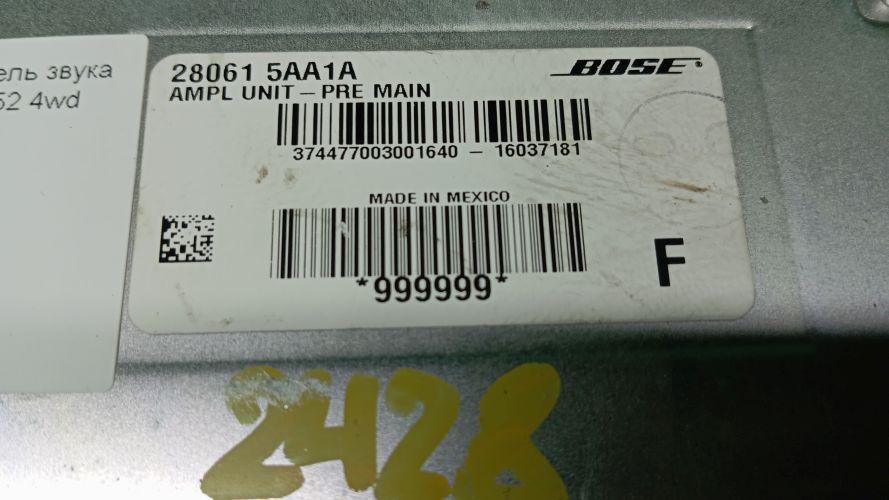 ель звука
52 4wd
28061 5AA1A
BOSE®
AMPL UNIT – PRE MAIN
374477003001640 – 16037181
MADE IN MEXICO
*999999*
F
2428